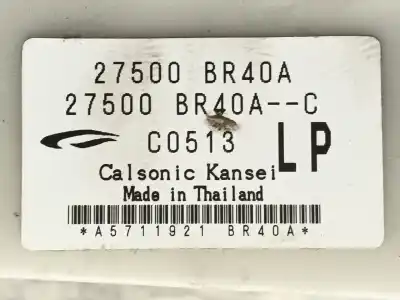 27500 BR40A
27500 BR40A--C
C0513
LP
Calsonic Kansei
Made in Thailand
*A5711921 BR40A*